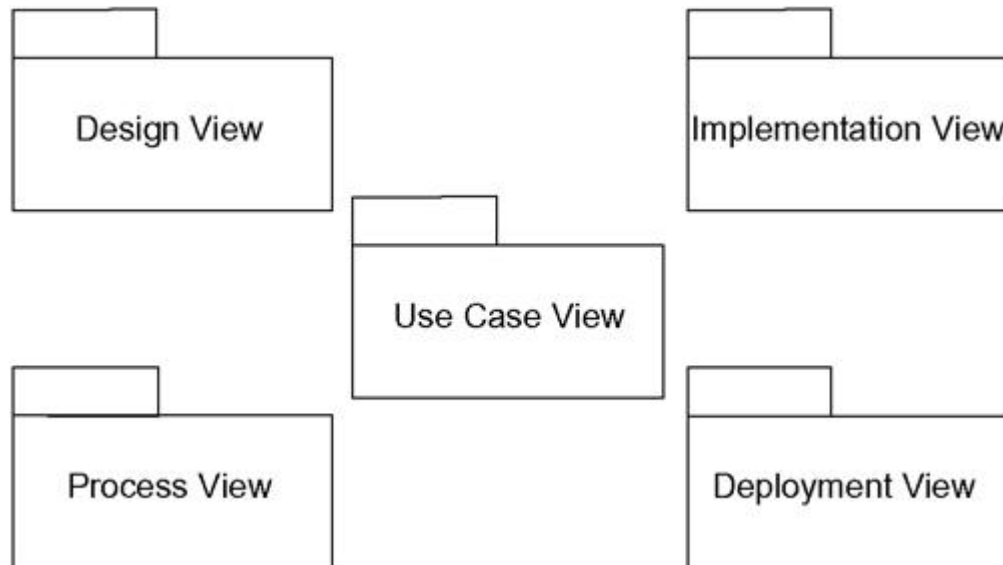 Design View
Implementation View
Use Case View
Process View
Deployment View